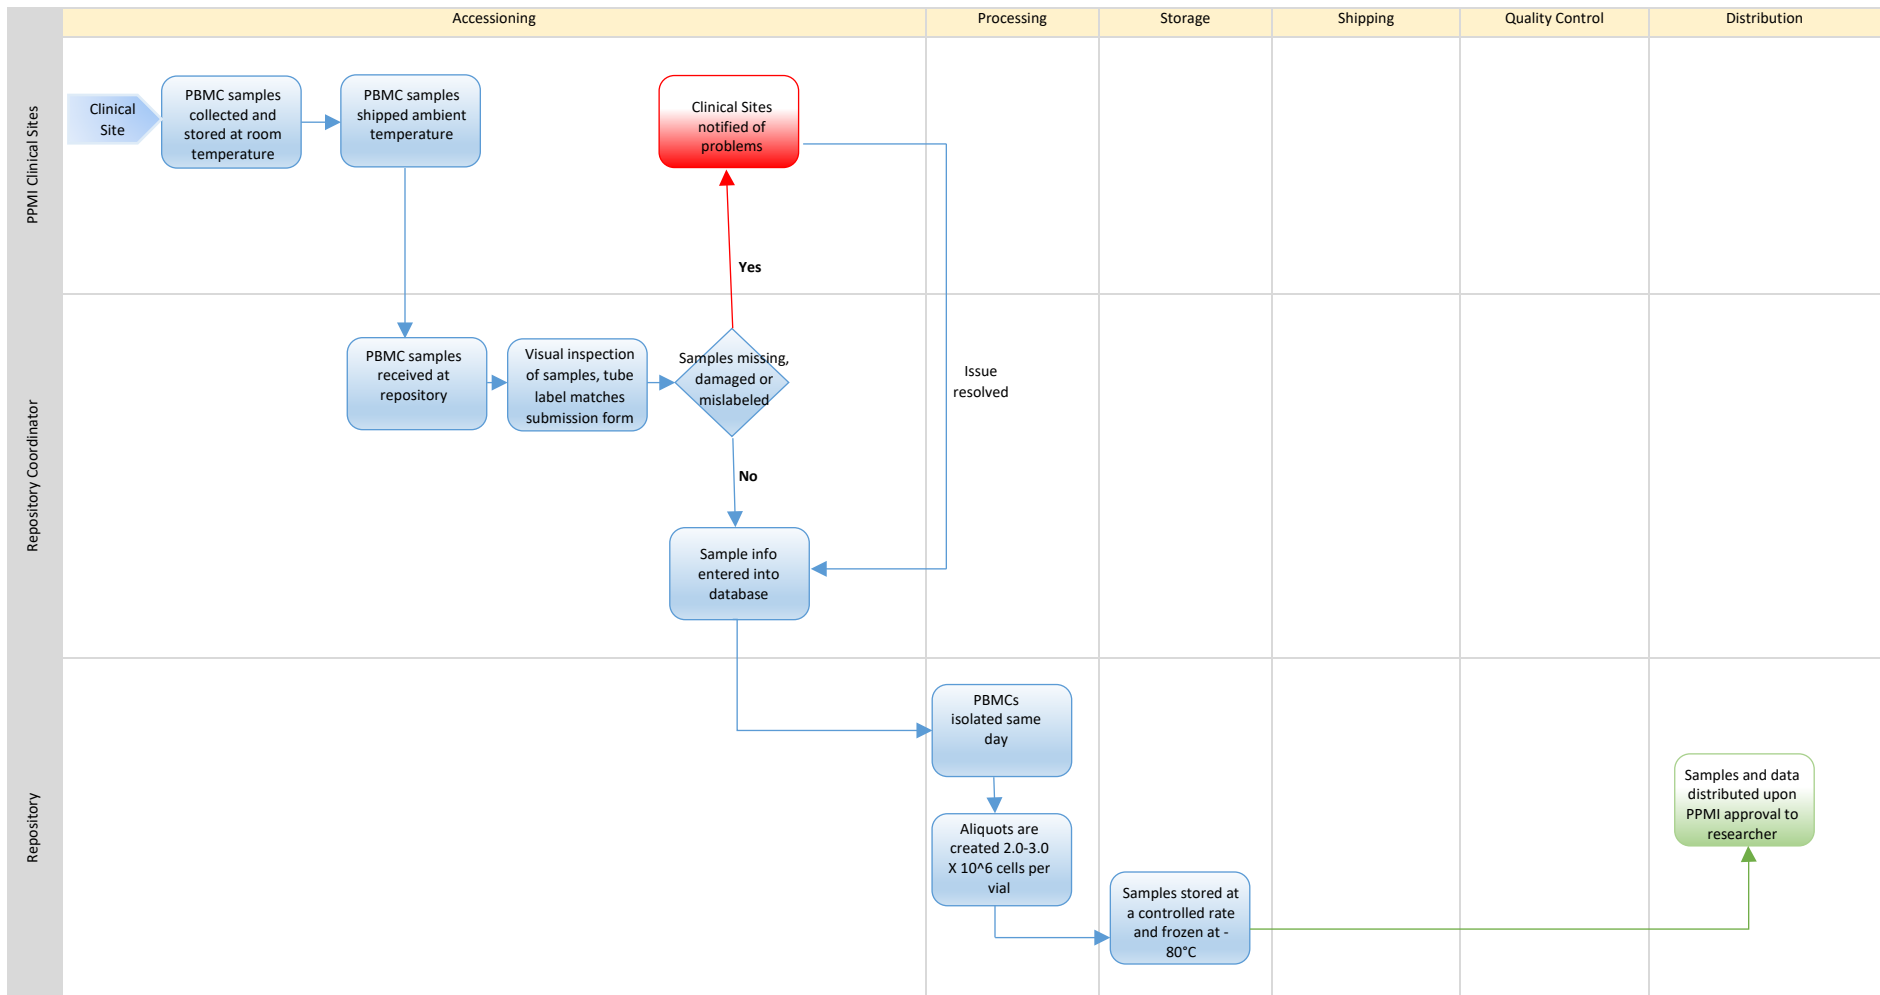 Accessioning
Processing
Storage
Shipping
Quality Control
Distribution
PPMI Clinical Sites
Clinical
Site
PBMC samples
collected and
stored at room
temperature
PBMC samples
shipped ambient
temperature
Clinical Sites
notified of
problems
Yes
Repository Coordinator
PBMC samples
received at
repository
Visual inspection
of samples, tube
label matches
submission form
Samples missing,
damaged or
mislabeled
Issue
resolved
No
Sample info
entered into
database
Repository
PBMCs
isolated same
day
Aliquots are
created 2.0-3.0
X 10^6 cells per
vial
Samples stored at
a controlled rate
and frozen at -
80°C
Samples and data
distributed upon
PPMI approval to
researcher